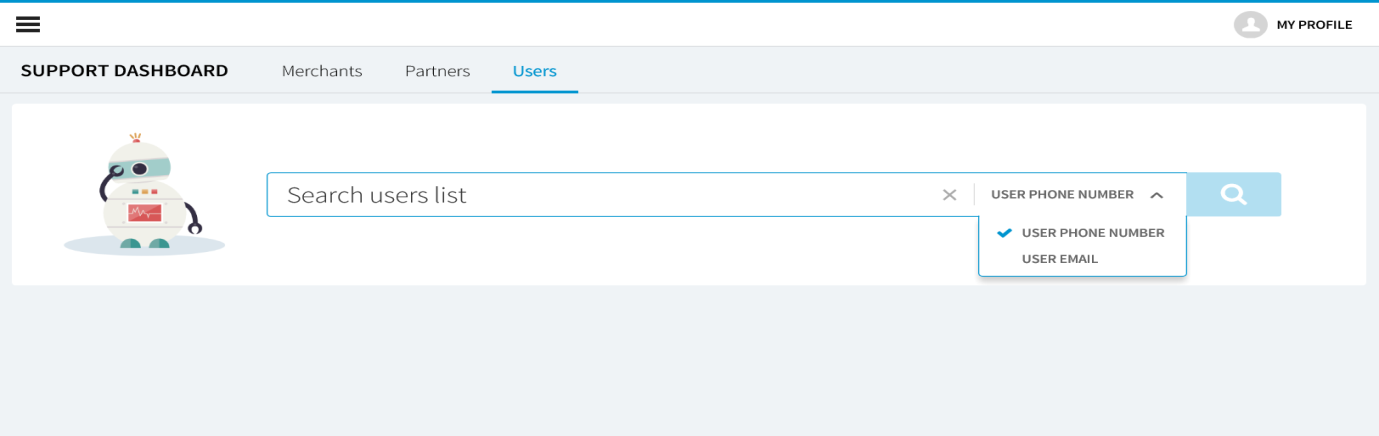 MY PROFILE
SUPPORT DASHBOARD Merchants Partners Users
Search users list USER PHONE NUMBER
USER PHONE NUMBER
USER EMAIL